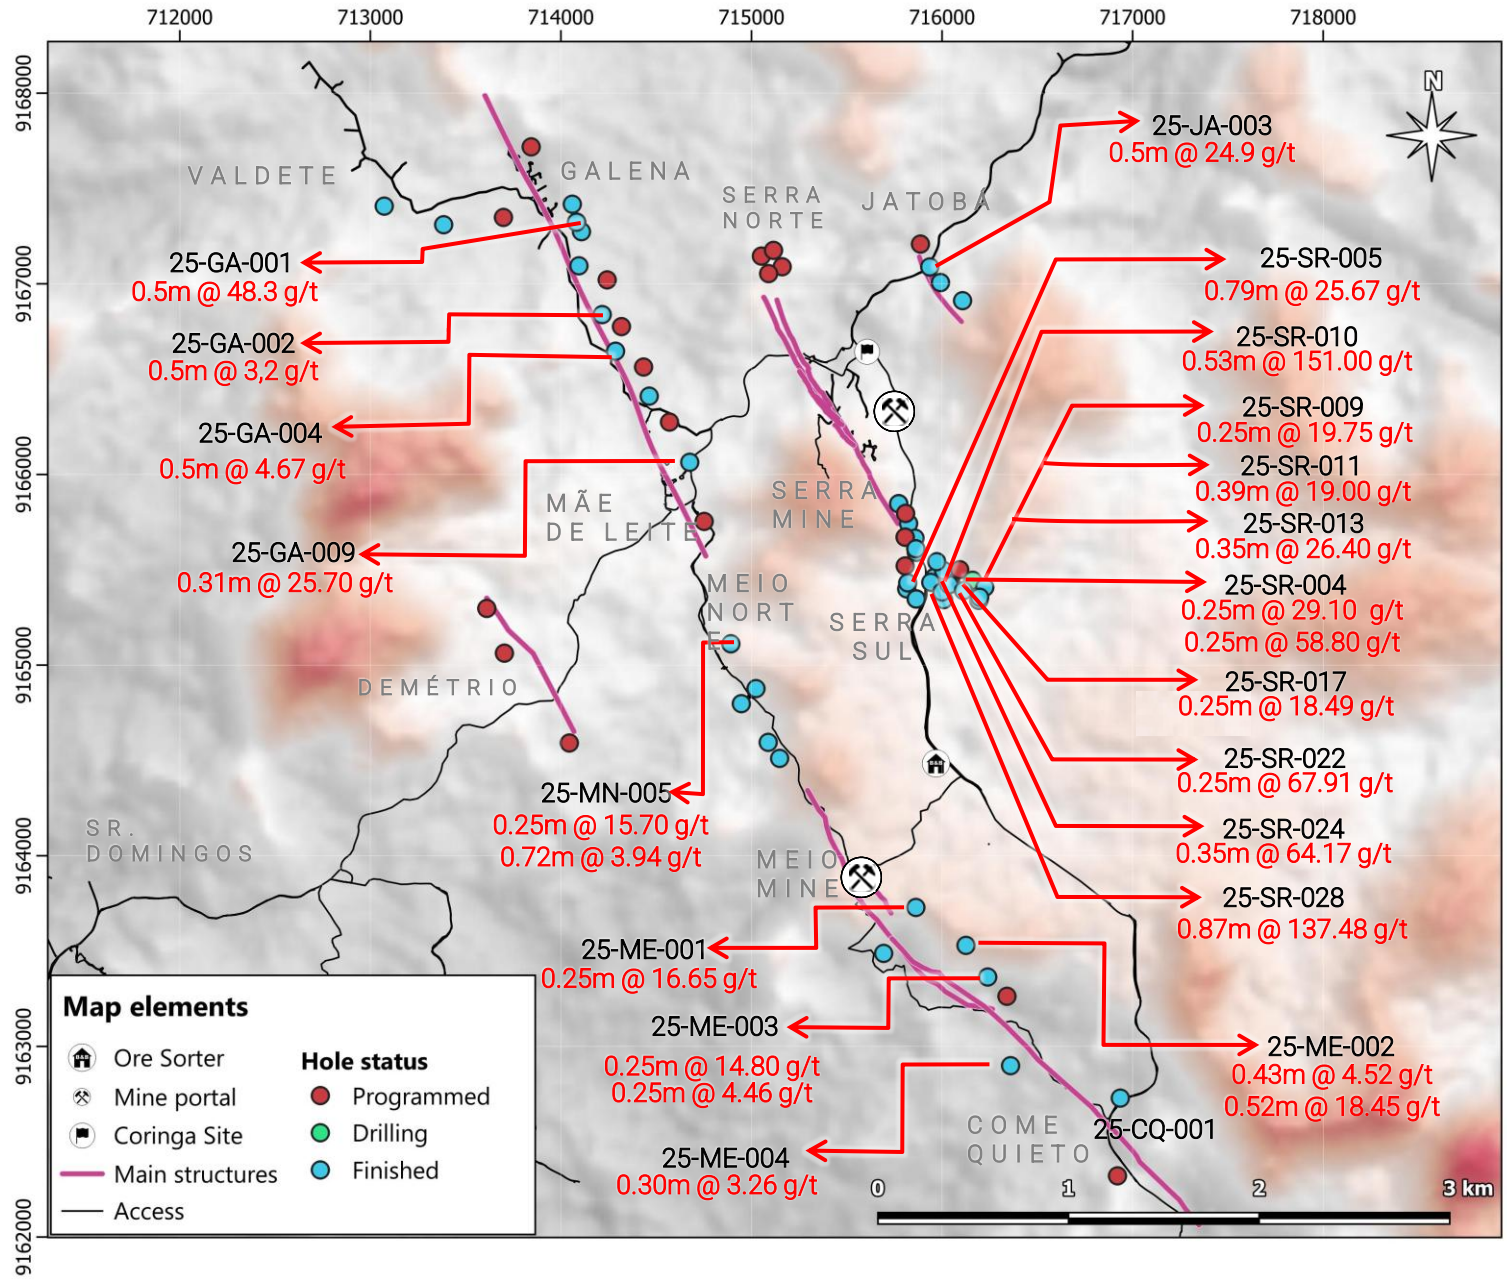 712000 713000 714000 715000 716000 717000 718000
9168000
9167000
9166000
9165000
9164000
9163000
9162000
N
VALDETE
GALENA
SERRA
NORTE
JATOBÁ
25-JA-003
0.5m @ 24.9 g/t
25-GA-001
0.5m @ 48.3 g/t
25-GA-002
0.5m @ 3,2 g/t
25-GA-004
0.5m @ 4.67 g/t
25-GA-009
0.31m @ 25.70 g/t
25-SR-005
0.79m @ 25.67 g/t
25-SR-010
0.53m @ 151.00 g/t
25-SR-009
0.25m @ 19.75 g/t
25-SR-011
0.39m @ 19.00 g/t
25-SR-013
0.35m @ 26.40 g/t
25-SR-004
0.25m @ 29.10 g/t
0.25m @ 58.80 g/t
25-SR-017
0.25m @ 18.49 g/t
25-SR-022
0.25m @ 67.91 g/t
25-SR-024
0.35m @ 64.17 g/t
25-SR-028
0.87m @ 137.48 g/t
MÃE
DE LEITE
SERRA
MINE
MEIO
NORT
E
SERRA
SUL
DEMÉTRIO
25-MN-005
0.25m @ 15.70 g/t
0.72m @ 3.94 g/t
SR.
DOMINGOS
MEIO
MINE
25-ME-001
0.25m @ 16.65 g/t
25-ME-003
0.25m @ 14.80 g/t
0.25m @ 4.46 g/t
25-ME-004
0.30m @ 3.26 g/t
25-ME-002
0.43m @ 4.52 g/t
0.52m @ 18.45 g/t
COME
QUIETO
25-CQ-001
0 1 2 3 km
Map elements
Ore Sorter
Mine portal
Coringa Site
Main structures
Access
Hole status
Programmed
Drilling
Finished